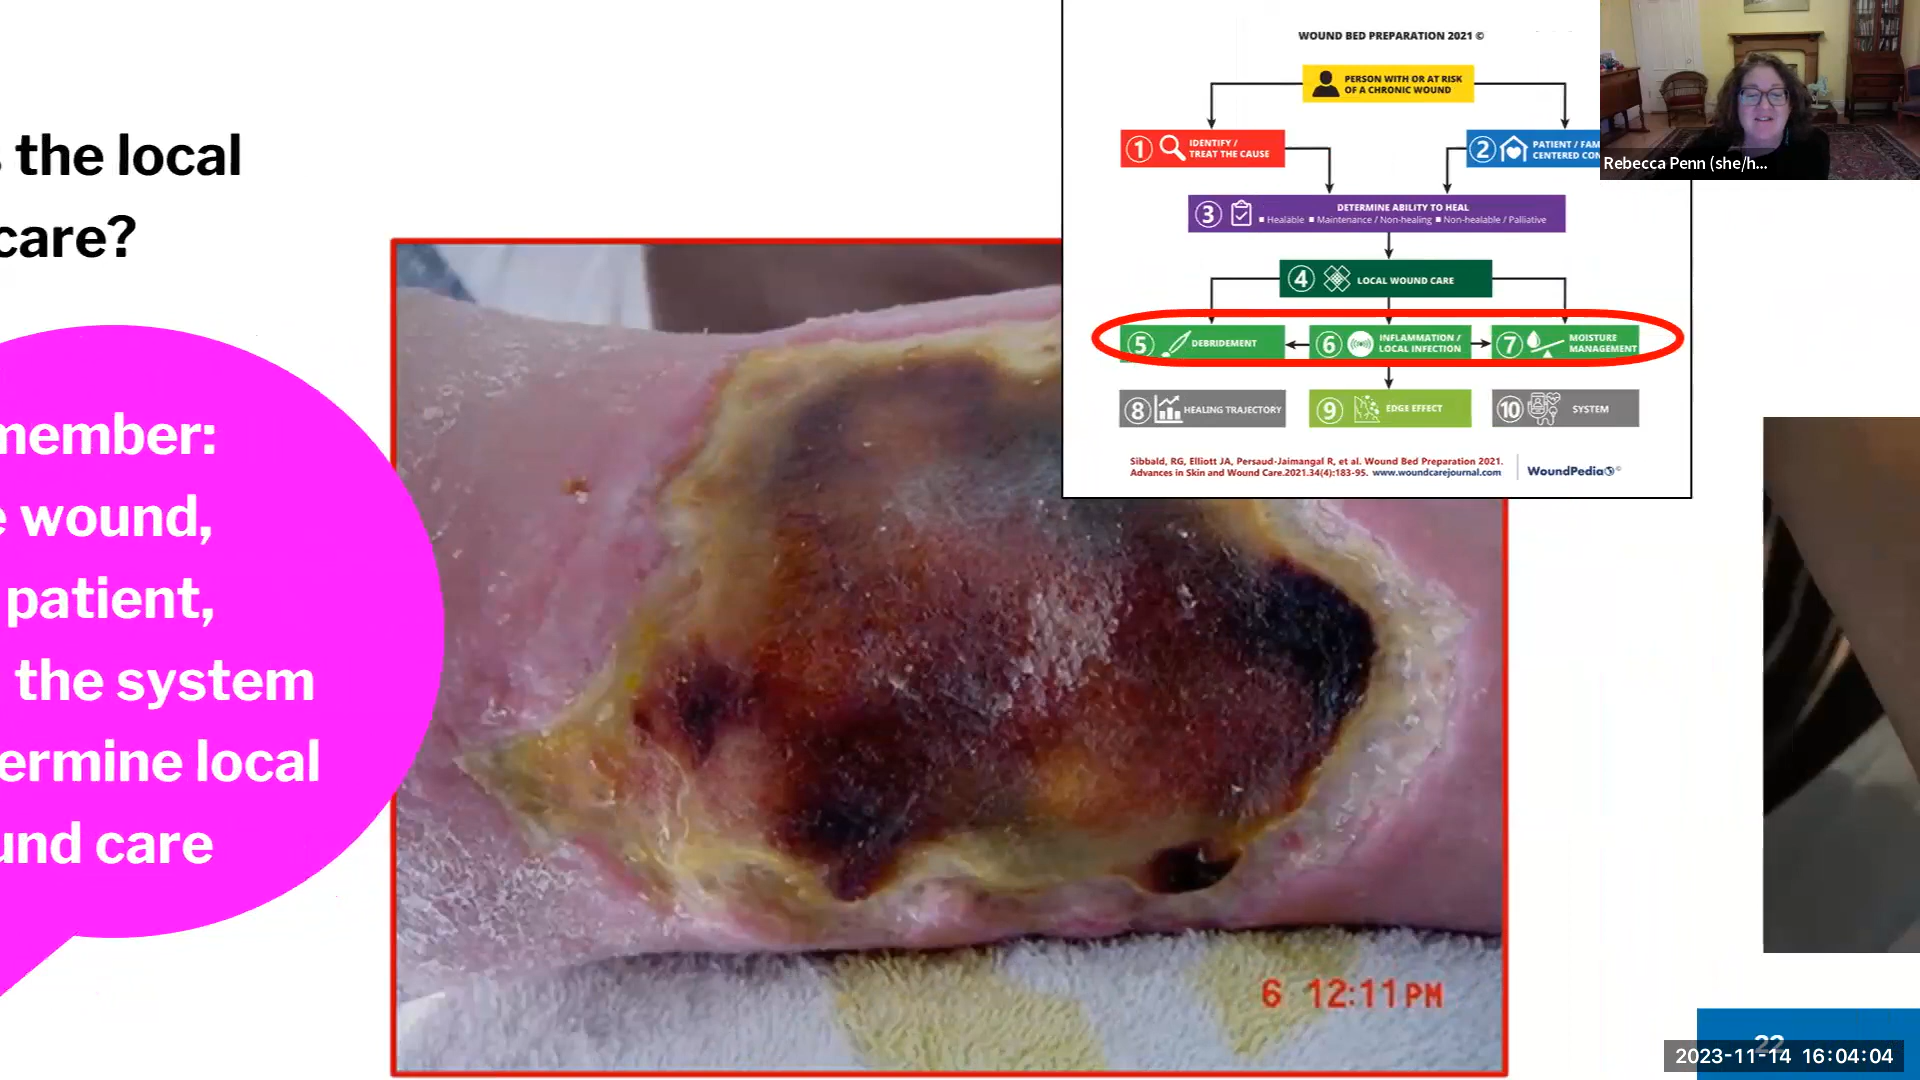 the local
care?
member:
wound,
patient,
the system
ermine local
und care
WOUND BED PREPARATION 2021 ©
PERSON WITH OR AT RISK
OF A CHRONIC WOUND
1 IDENTIFY /
TREAT THE CAUSE
2 PATIENT / FAM
CENTERED CON
3 DETERMINE ABILITY TO HEAL
■ Healable ■ Maintenance / Non-healing ■ Non-healable / Palliative
4 LOCAL WOUND CARE
5 DEBRIDEMENT
6 INFLAMMATION /
LOCAL INFECTION
7 MOISTURE
MANAGEMENT
8 HEALING TRAJECTORY
9 EDGE EFFECT
10 SYSTEM
Sibbald, RG, Elliott JA, Persaud-Jaimangal R, et al. Wound Bed Preparation 2021.
Advances in Skin and Wound Care.2021.34(4):183-95. www.woundcarejournal.com
WoundPedia©
Rebecca Penn (she/h...
6 12:11PM
22
2023-11-14 16:04:04